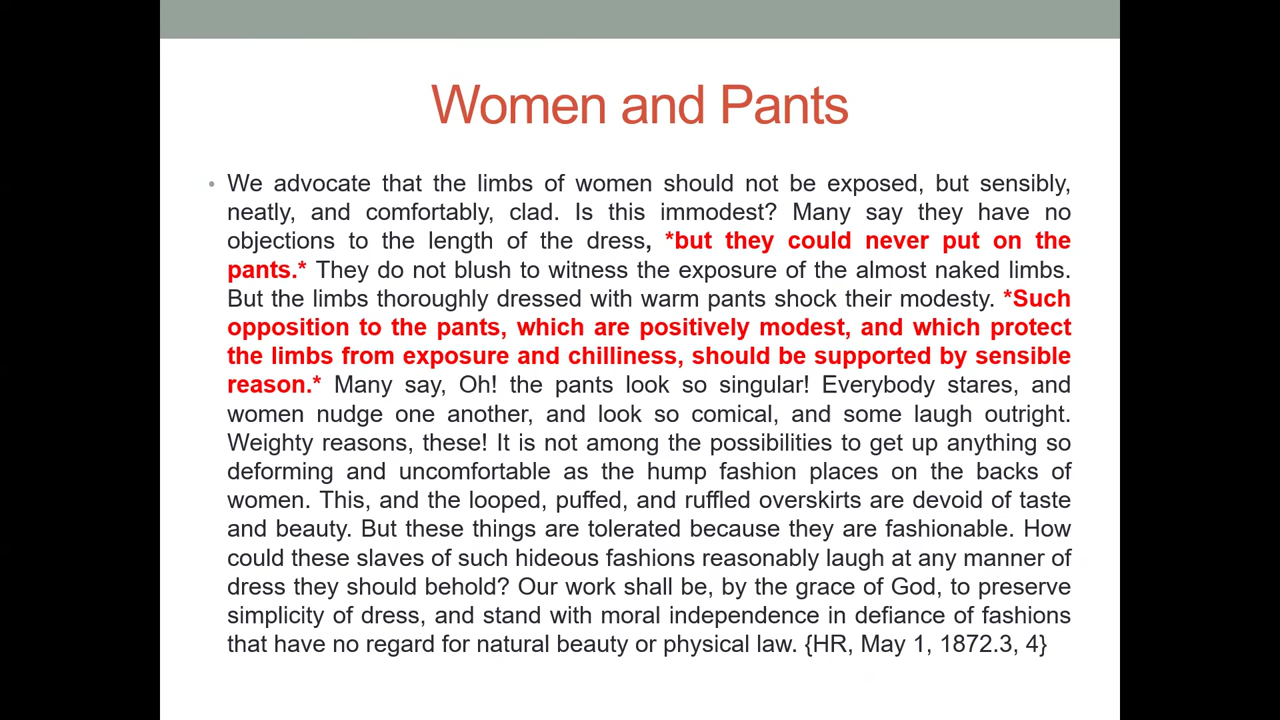 Women and Pants
• We advocate that the limbs of women should not be exposed, but sensibly,
neatly, and comfortably, clad. Is this immodest? Many say they have no
objections to the length of the dress, *but they could never put on the
pants.* They do not blush to witness the exposure of the almost naked limbs.
But the limbs thoroughly dressed with warm pants shock their modesty. *Such
opposition to the pants, which are positively modest, and which protect
the limbs from exposure and chilliness, should be supported by sensible
reason.* Many say, Oh! the pants look so singular! Everybody stares, and
women nudge one another, and look so comical, and some laugh outright.
Weighty reasons, these! It is not among the possibilities to get up anything so
deforming and uncomfortable as the hump fashion places on the backs of
women. This, and the looped, puffed, and ruffled overskirts are devoid of taste
and beauty. But these things are tolerated because they are fashionable. How
could these slaves of such hideous fashions reasonably laugh at any manner of
dress they should behold? Our work shall be, by the grace of God, to preserve
simplicity of dress, and stand with moral independence in defiance of fashions
that have no regard for natural beauty or physical law. {HR, May 1, 1872.3, 4}